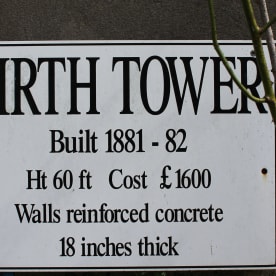 IRTH TOWER
Built 1881 - 82
Ht 60 ft Cost £1600
Walls reinforced concrete
18 inches thick